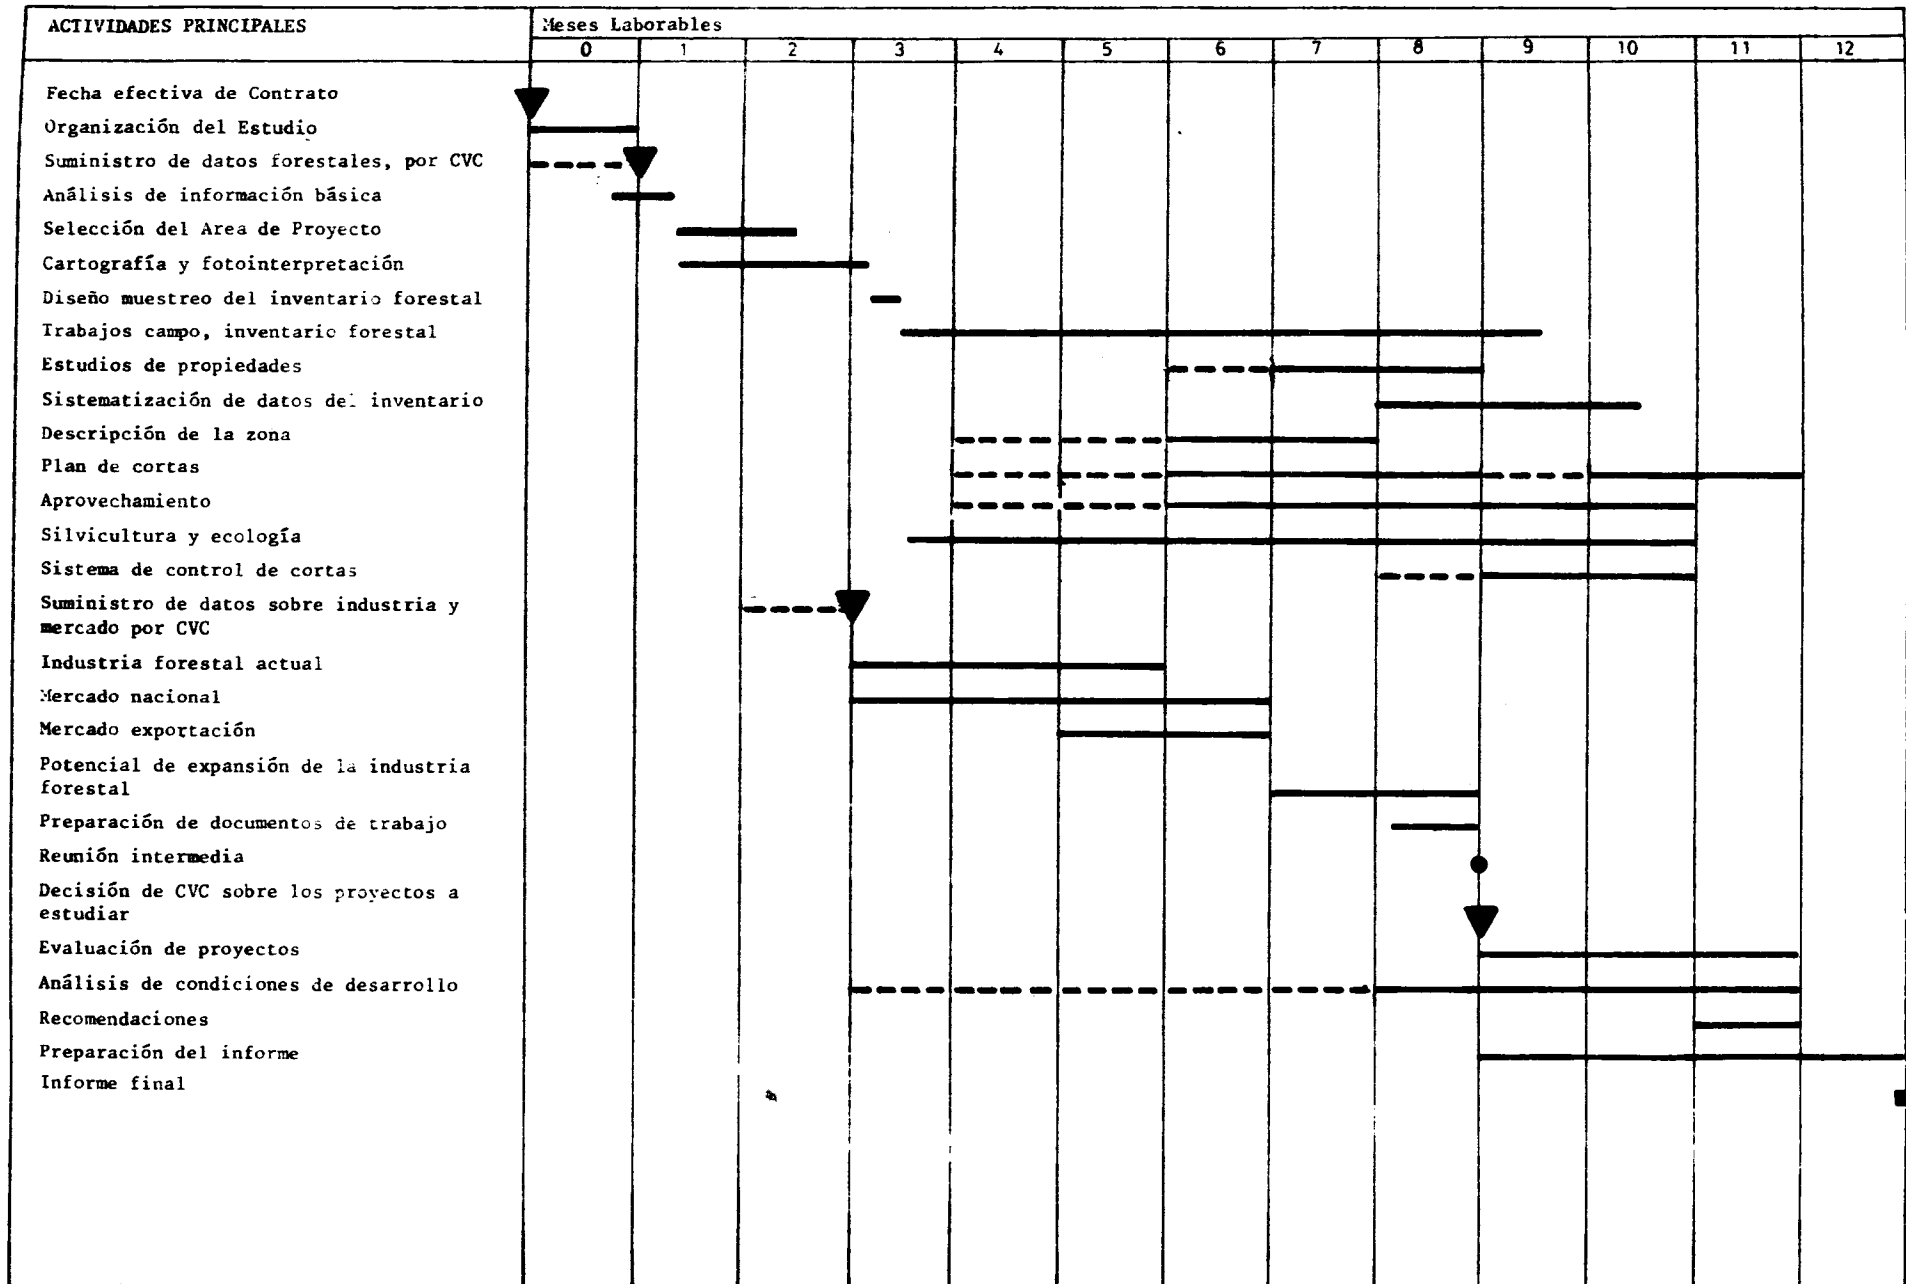 ACTIVIDADES PRINCIPALES
Meses Laborables
0 1 2 3 4 5 6 7 8 9 10 11 12
Fecha efectiva de Contrato
Organización del Estudio
Suministro de datos forestales, por CVC
Análisis de información básica
Selección del Area de Proyecto
Cartografía y fotointerpretación
Diseño muestreo del inventario forestal
Trabajos campo, inventario forestal
Estudios de propiedades
Sistematización de datos del inventario
Descripción de la zona
Plan de cortas
Aprovechamiento
Silvicultura y ecología
Sistema de control de cortas
Suministro de datos sobre industria y
mercado por CVC
Industria forestal actual
Mercado nacional
Mercado exportación
Potencial de expansión de la industria
forestal
Preparación de documentos de trabajo
Reunión intermedia
Decisión de CVC sobre los proyectos a
estudiar
Evaluación de proyectos
Análisis de condiciones de desarrollo
Recomendaciones
Preparación del informe
Informe final